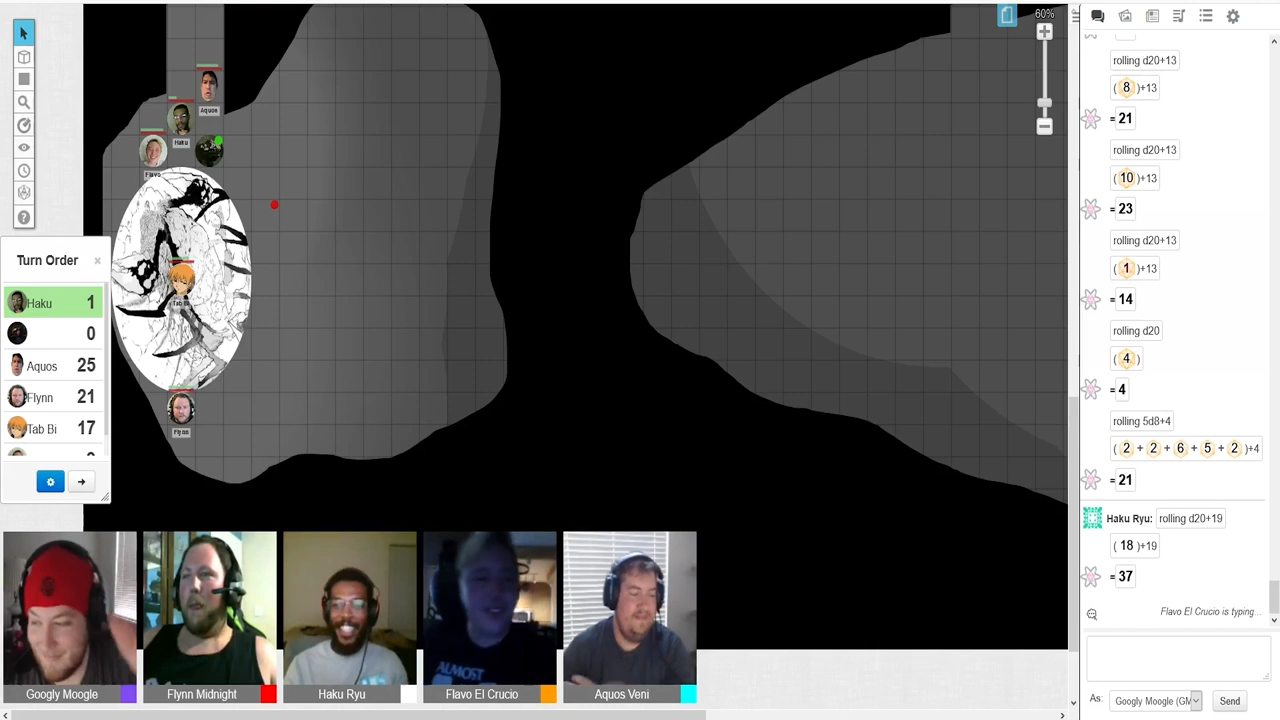 60%
Aquos
Haku
Flavo
Tab Bi
Flynn
Turn Order ×
Haku 1
0
Aquos 25
Flynn 21
Tab Bi 17
ALMOST
Googly Moogle
Flynn Midnight
Haku Ryu
Flavo El Crucio
Aquos Veni
rolling d20+13
(8)+13
=21
rolling d20+13
(10)+13
=23
rolling d20+13
(1)+13
=14
rolling d20
(4)
=4
rolling 5d8+4
(2+2+6+5+2)+4
=21
Haku Ryu: rolling d20+19
(18)+19
=37
Flavo El Crucio is typing...
As: Googly Moogle (GM Send